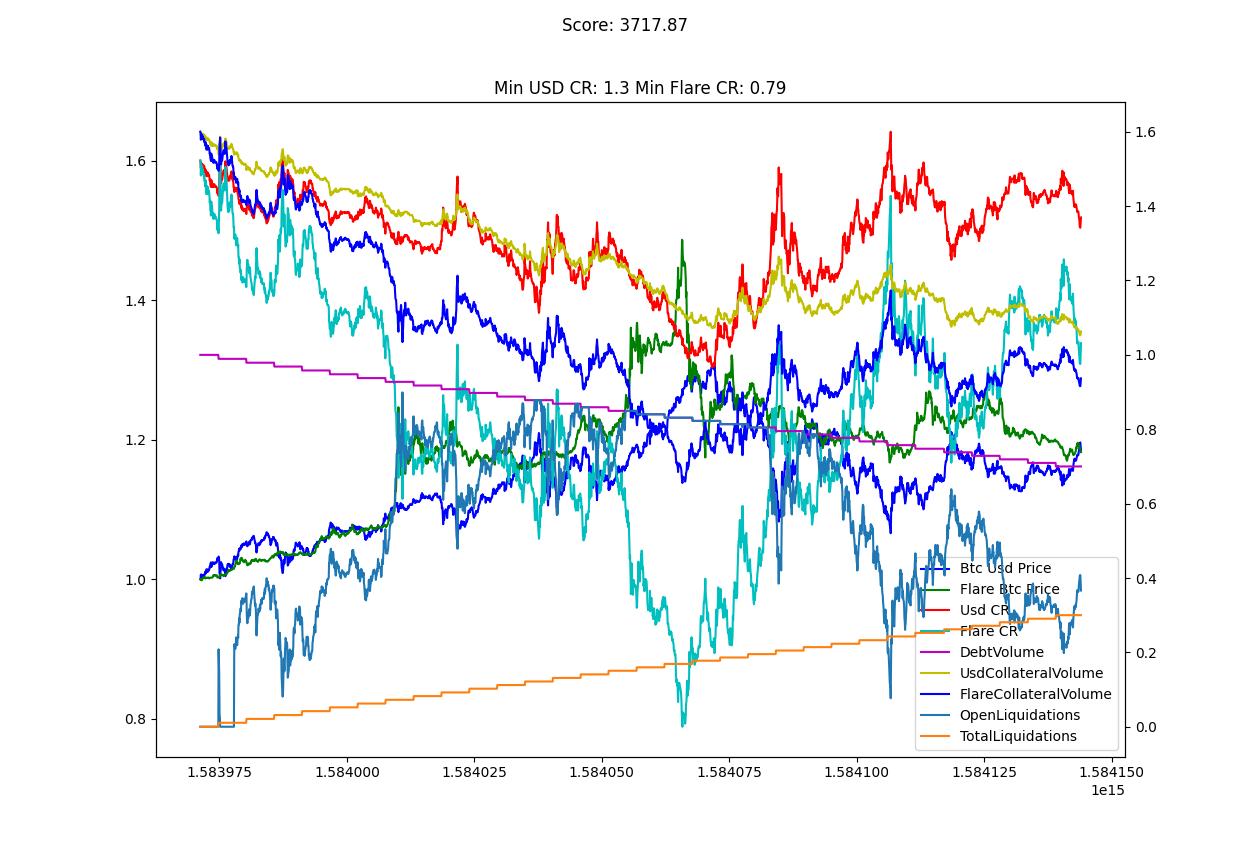 Score: 3717.87
Min USD CR: 1.3 Min Flare CR: 0.79
1.6
1.4
1.2
1.0
0.8
1.6
1.4
1.2
1.0
0.8
0.6
0.4
0.2
0.0
Btc Usd Price
Flare Btc Price
Usd CR
Flare CR
DebtVolume
UsdCollateralVolume
FlareCollateralVolume
OpenLiquidations
TotalLiquidations
1.583975 1.584000 1.584025 1.584050 1.584075 1.584100 1.584125 1.584150
1e15